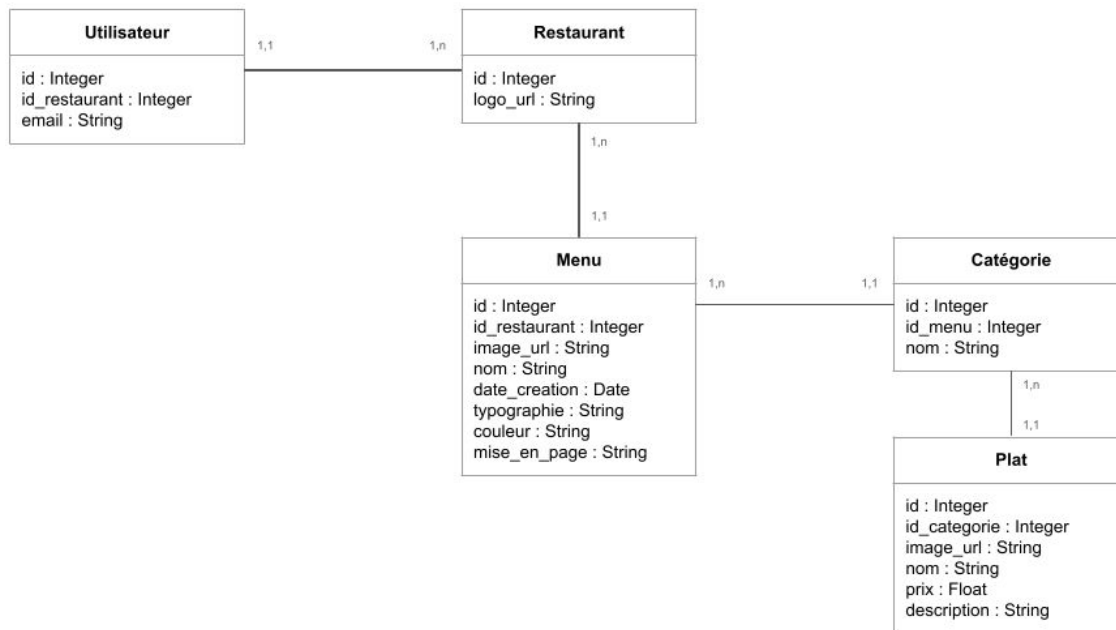 Utilisateur
id : Integer
id_restaurant : Integer
email : String
1,1
1,n
Restaurant
id : Integer
logo_url : String
1,n
1,1
Menu
id : Integer
id_restaurant : Integer
image_url : String
nom : String
date_creation : Date
typographie : String
couleur : String
mise_en_page : String
1,n
1,1
Catégorie
id : Integer
id_menu : Integer
nom : String
1,n
1,1
Plat
id : Integer
id_categorie : Integer
image_url : String
nom : String
prix : Float
description : String